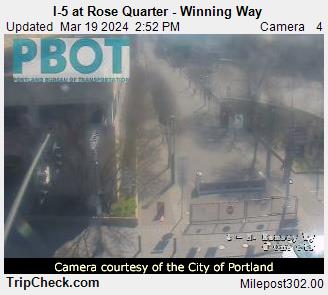 I-5 at Rose Quarter - Winning Way
Updated Mar 19 2024 2:52 PM Camera 4
PBOT
PORTLAND BUREAU OF TRANSPORTATION
Camera courtesy of the City of Portland
TripCheck.com Milepost302.00